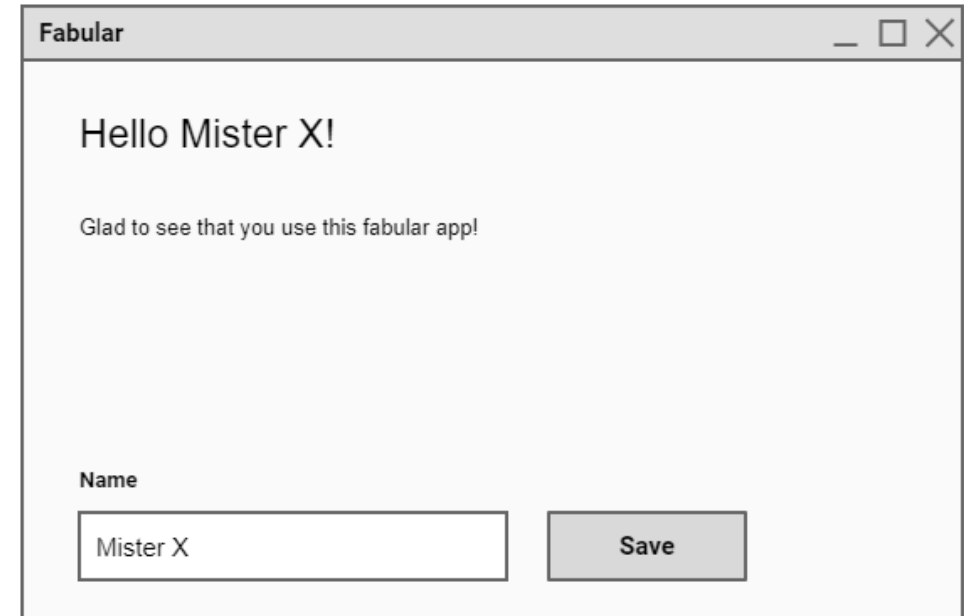 Fabular
Hello Mister X!
Glad to see that you use this fabular app!
Name
Mister X
Save